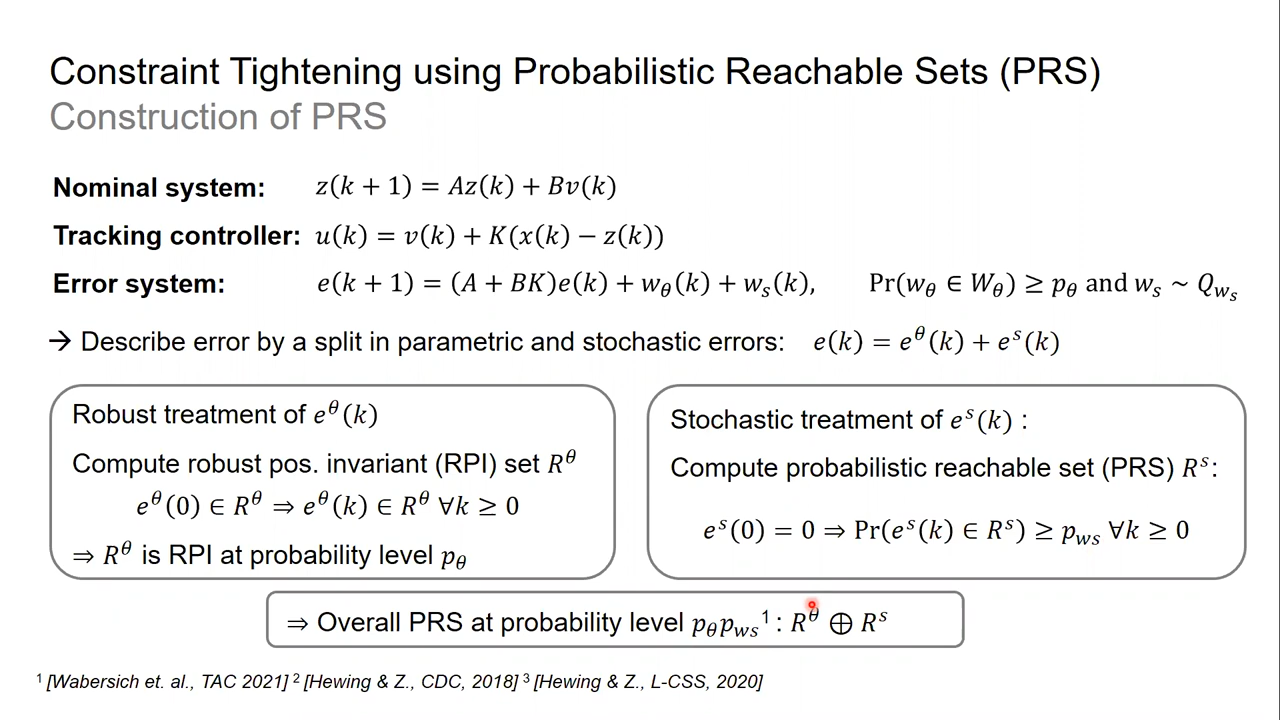 Constraint Tightening using Probabilistic Reachable Sets (PRS)
Construction of PRS
Nominal system: z(k + 1) = Az(k) + Bv(k)
Tracking controller: u(k) = v(k) + K(x(k) − z(k))
Error system: e(k + 1) = (A + BK)e(k) + w_θ(k) + w_s(k), Pr(w_θ ∈ W_θ) ≥ p_θ and w_s ~ Q_{w_s}
→ Describe error by a split in parametric and stochastic errors: e(k) = e^θ(k) + e^s(k)
Robust treatment of e^θ(k)
Compute robust pos. invariant (RPI) set R^θ
e^θ(0) ∈ R^θ ⇒ e^θ(k) ∈ R^θ ∀k ≥ 0
⇒ R^θ is RPI at probability level p_θ
Stochastic treatment of e^s(k) :
Compute probabilistic reachable set (PRS) R^s:
e^s(0) = 0 ⇒ Pr(e^s(k) ∈ R^s) ≥ p_{ws} ∀k ≥ 0
⇒ Overall PRS at probability level p_θ p_{ws}¹ : R^θ ⊕ R^s
¹ [Wabersich et. al., TAC 2021] ² [Hewing & Z., CDC, 2018] ³ [Hewing & Z., L-CSS, 2020]